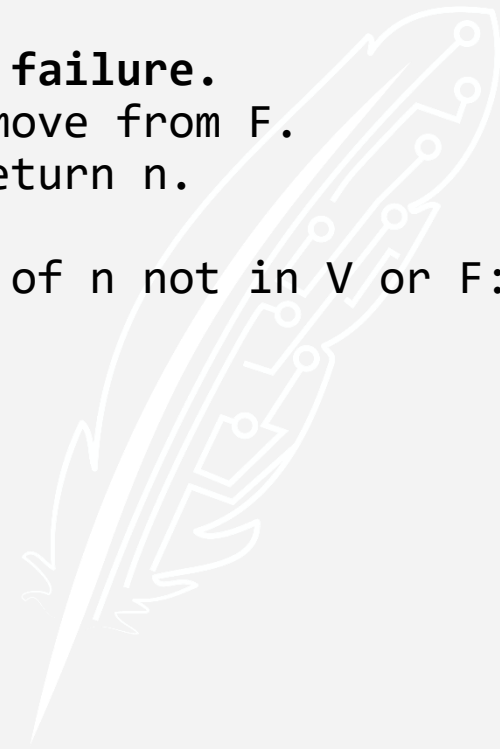 failure.
move from F.
eturn n.
of n not in V or F: